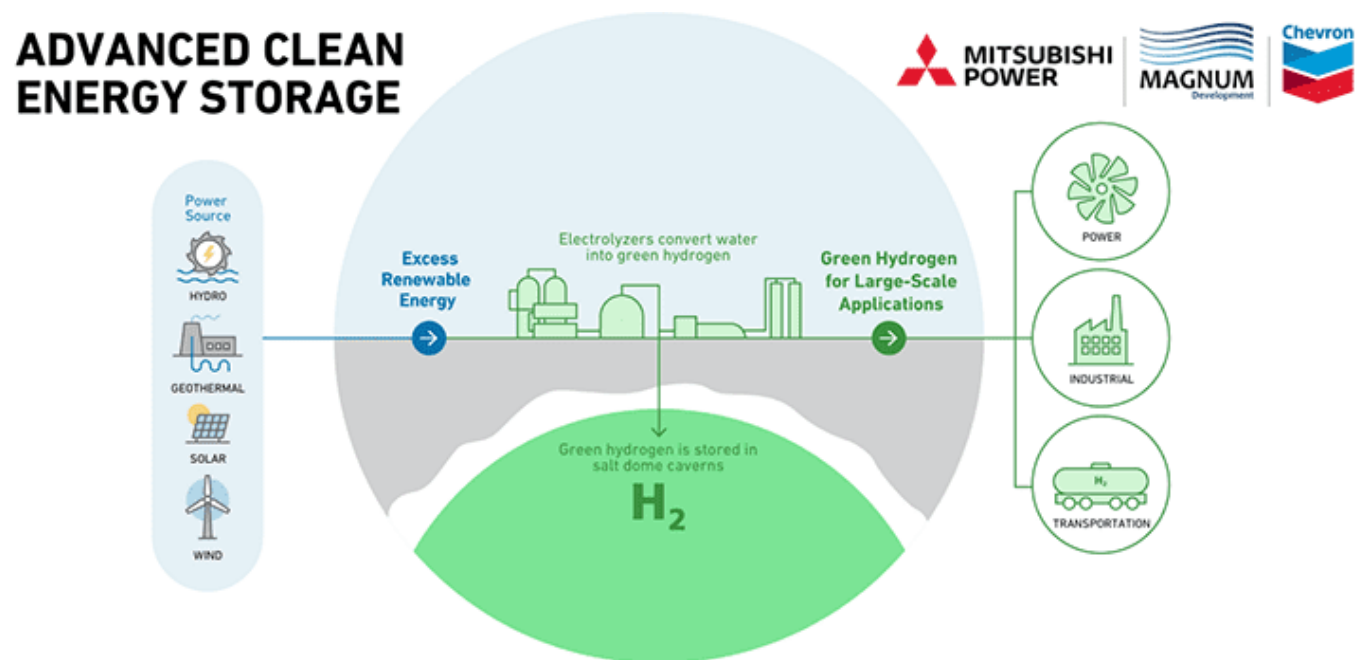 ADVANCED CLEAN
ENERGY STORAGE
MITSUBISHI
POWER
MAGNUM
Development
Chevron
Power
Source
HYDRO
GEOTHERMAL
SOLAR
WIND
Excess
Renewable
Energy
Electrolyzers convert water
into green hydrogen
Green Hydrogen
for Large-Scale
Applications
Green hydrogen is stored in
salt dome caverns
H₂
POWER
INDUSTRIAL
H₂
TRANSPORTATION